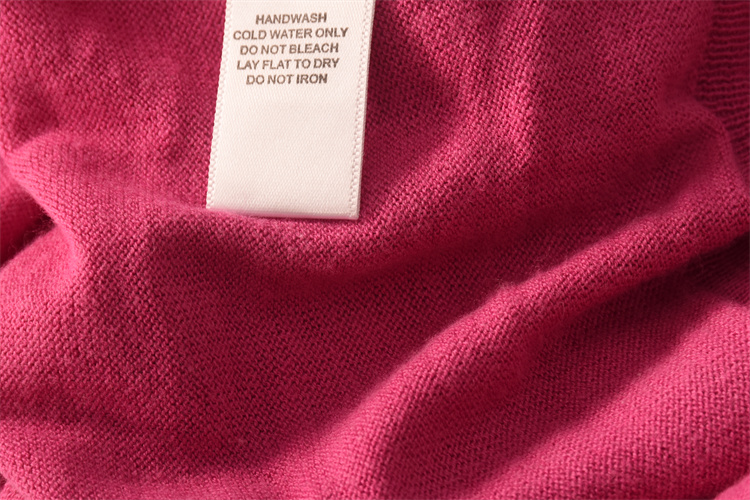 HANDWASH
COLD WATER ONLY
DO NOT BLEACH
LAY FLAT TO DRY
DO NOT IRON